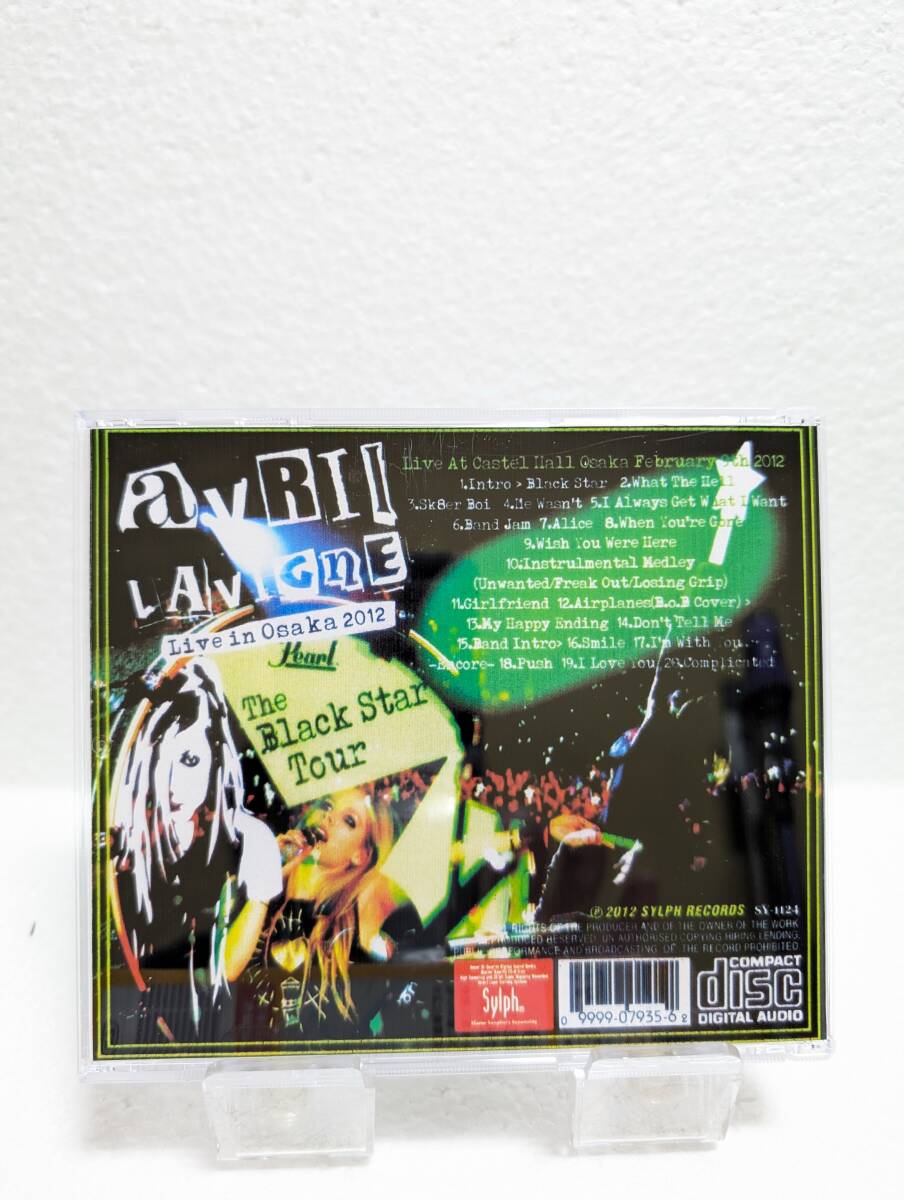 avRII
LAVIGNE
Live in Osaka 2012
Live At Castel Hall Osaka February 9th 2012
1.Intro > Black Star 2.What The Hell
3.Sk8er Boi 4.He Wasn't 5.I Always Get What I Want
6.Band Jam 7.Alice 8.When You're Gone
9.Wish You Were Here
10.Instrulmental Medley
(Unwanted/Freak Out/Losing Grip)
11.Girlfriend 12.Airplanes(B.o.B Cover)>
13.My Happy Ending 14.Don't Tell Me
15.Band Intro> 16.Smile 17.I'm With You..
-Encore- 18.Push 19.I Love You 20.Complicated
Pearl
The
Black Star
Tour
℗ 2012 SYLPH RECORDS SY-1124
RIGHTS OF THE PRODUCER AND OF THE OWNER OF THE WORK
RESERVED. UN AUTHORISED COPYING HIRING LENDING,
PERFORMANCE AND BROADCASTING OF THE RECORD PROHIBITED.
Sylph
0 9999-07935-6 2
COMPACT
disc
DIGITAL AUDIO